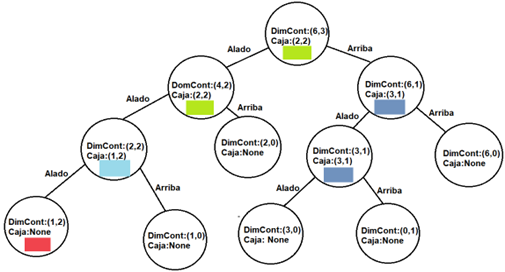 DimCont:(6,3)
Caja:(2,2)
Alado
Arriba
DomCont:(4,2)
Caja:(2,2)
DimCont:(6,1)
Caja:(3,1)
Alado
Arriba
Alado
Arriba
DimCont:(2,2)
Caja:(1,2)
DimCont:(2,0)
Caja:None
DimCont:(3,1)
Caja:(3,1)
DimCont:(6,0)
Caja:None
Alado
Arriba
Alado
Arriba
DimCont:(1,2)
Caja:None
DimCont:(1,0)
Caja:None
DimCont:(3,0)
Caja: None
DimCont:(0,1)
Caja:None